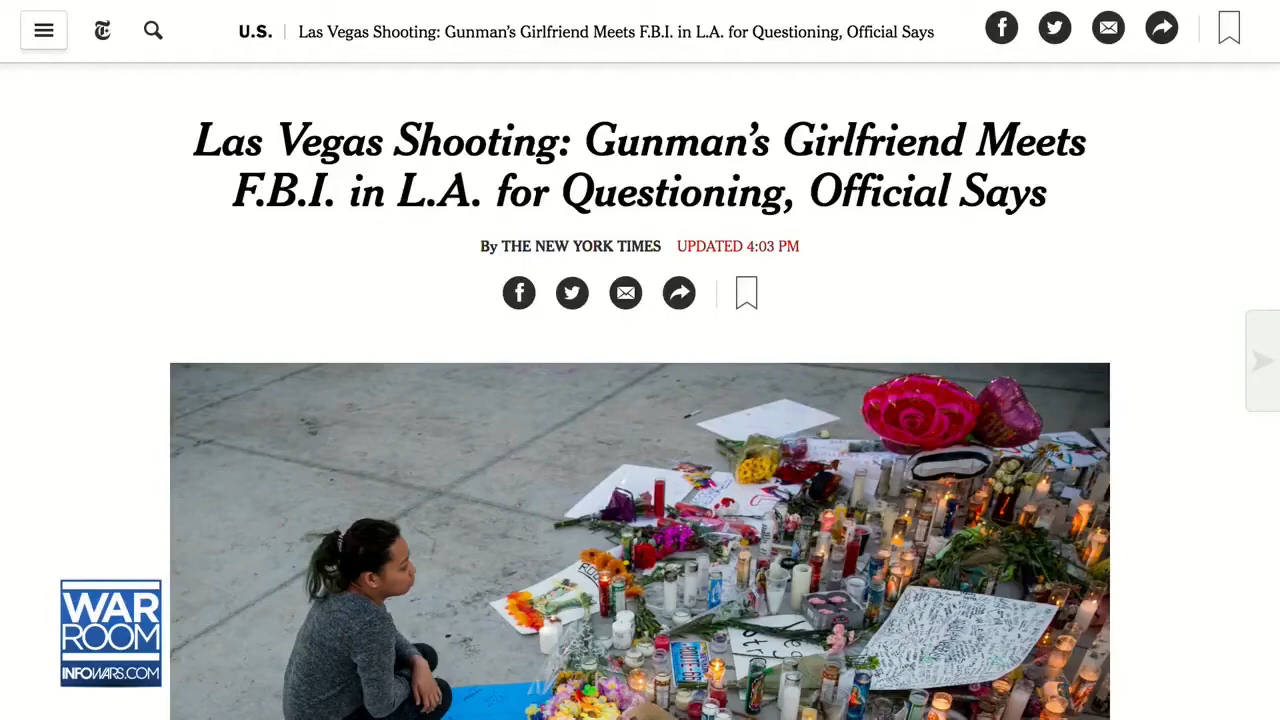 U.S. Las Vegas Shooting: Gunman's Girlfriend Meets F.B.I. in L.A. for Questioning, Official Says
Las Vegas Shooting: Gunman's Girlfriend Meets
F.B.I. in L.A. for Questioning, Official Says
By THE NEW YORK TIMES UPDATED 4:03 PM
WAR
ROOM
INFOWARS.COM